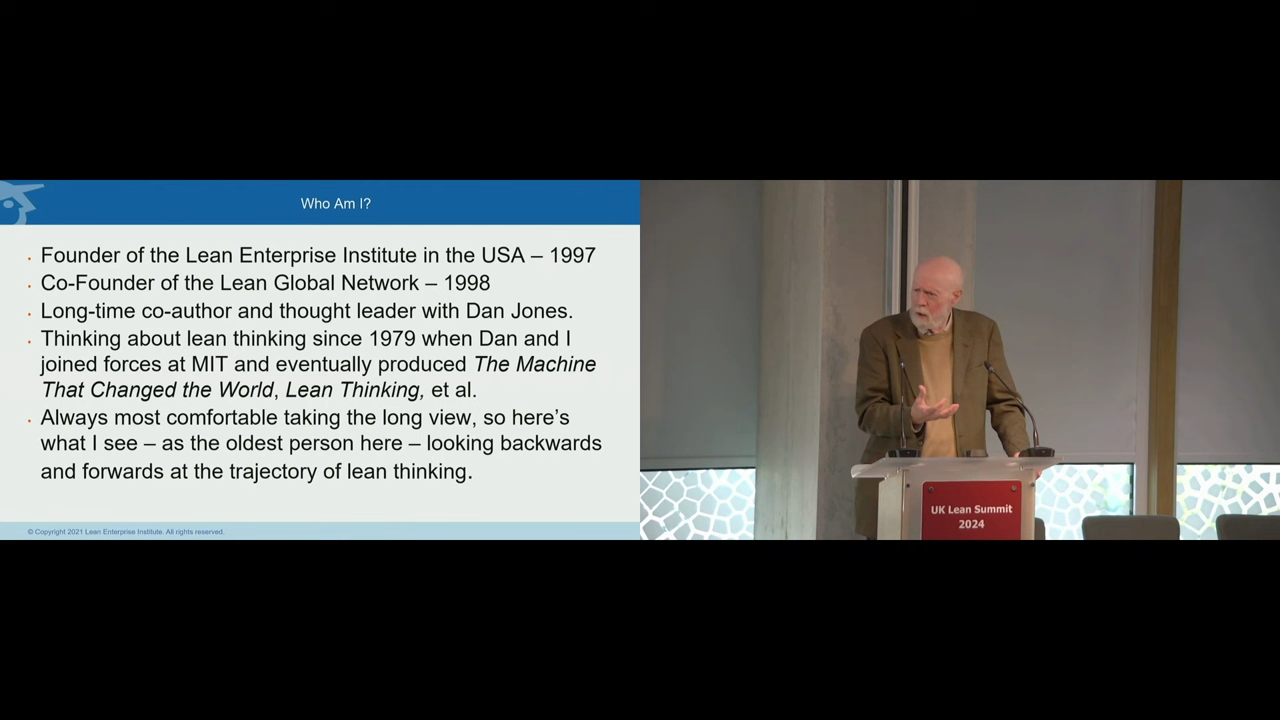 Who Am I?
• Founder of the Lean Enterprise Institute in the USA – 1997
• Co-Founder of the Lean Global Network – 1998
• Long-time co-author and thought leader with Dan Jones.
• Thinking about lean thinking since 1979 when Dan and I
joined forces at MIT and eventually produced The Machine
That Changed the World, Lean Thinking, et al.
• Always most comfortable taking the long view, so here’s
what I see – as the oldest person here – looking backwards
and forwards at the trajectory of lean thinking.
© Copyright 2021 Lean Enterprise Institute. All rights reserved.
UK Lean Summit
2024